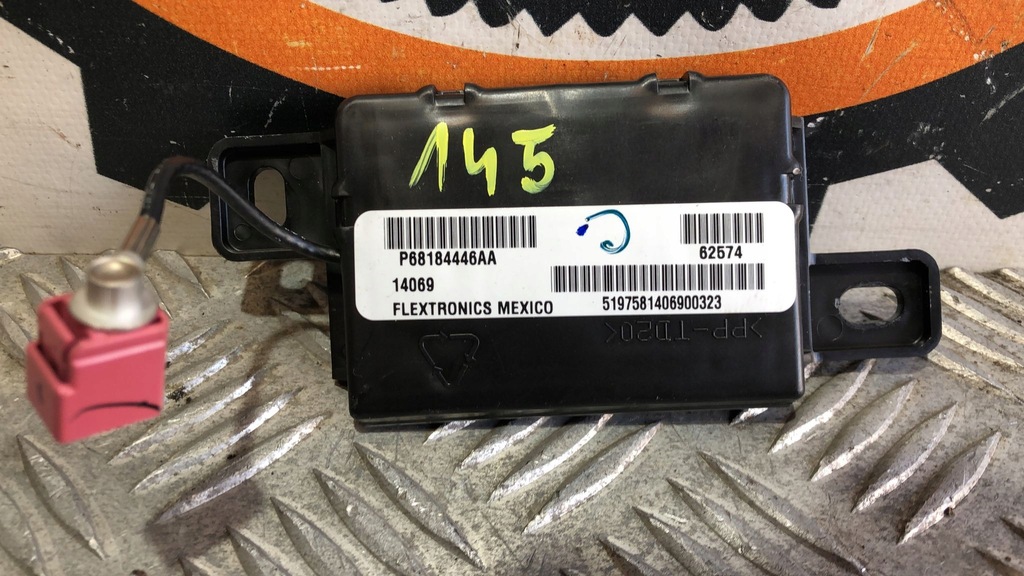 145
P68184446AA
62574
14069
5197581406900323
FLEXTRONICS MEXICO
>PP-TD20<